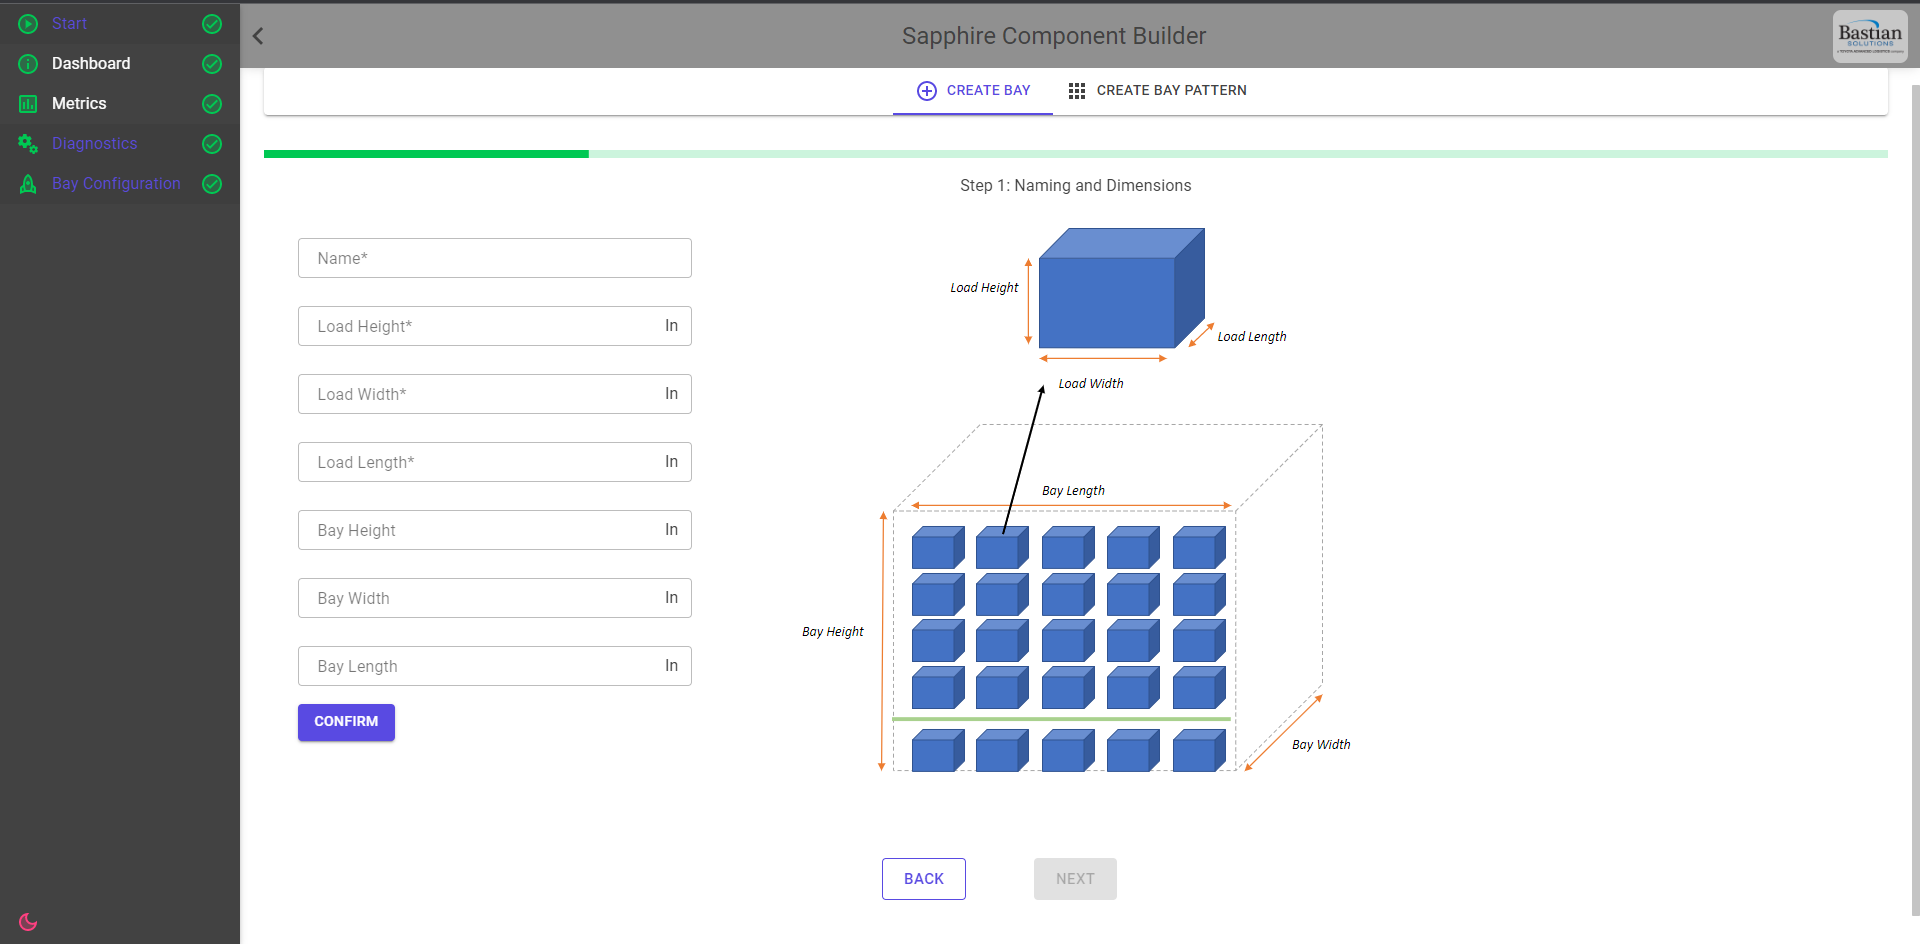 Start
Dashboard
Metrics
Diagnostics
Bay Configuration
Sapphire Component Builder
Bastian
SOLUTIONS
CREATE BAY
CREATE BAY PATTERN
Step 1: Naming and Dimensions
Name*
Load Height* In
Load Width* In
Load Length* In
Bay Height In
Bay Width In
Bay Length In
CONFIRM
Load Height
Load Length
Load Width
Bay Length
Bay Height
Bay Width
BACK
NEXT